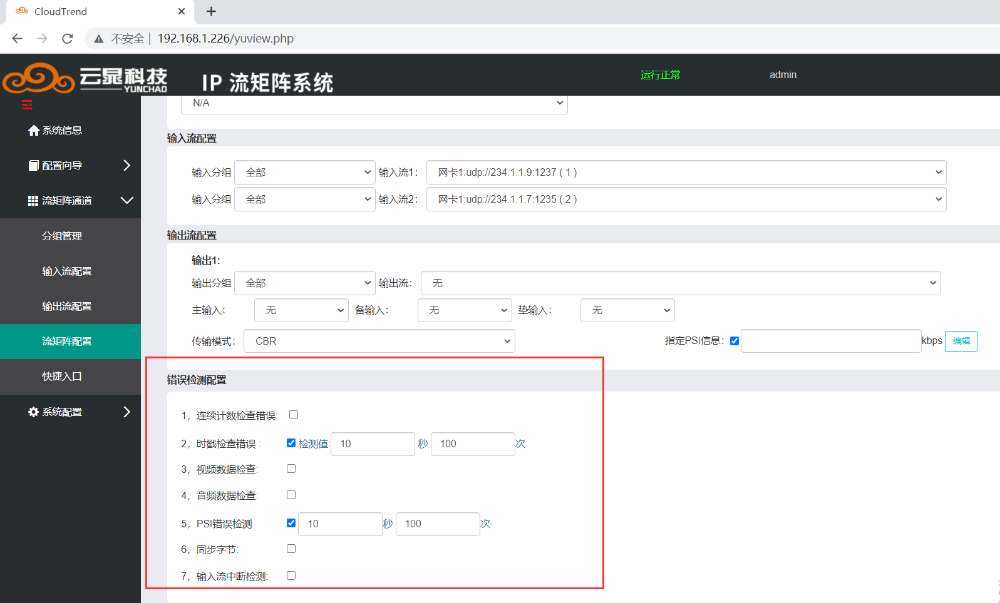 CloudTrend
不安全 192.168.1.226/yuview.php
云晁科技
YUNCHAO
IP 流矩阵系统
运行正常
admin
N/A
系统信息
配置向导
流矩阵通道
分组管理
输入流配置
输出流配置
流矩阵配置
快捷入口
系统配置
输入流配置
输入分组 全部 输入流1: 网卡1:udp://234.1.1.9:1237 ( 1 )
输入分组 全部 输入流2: 网卡1:udp://234.1.1.7:1235 ( 2 )
输出流配置
输出1:
输出分组 全部 输出流: 无
主输入: 无 备输入: 无 垫输入: 无
传输模式: CBR 指定PSI信息: kbps 编辑
错误检测配置
1，连续计数检查错误:
2，时戳检查错误 : 检测值: 10 秒 100 次
3，视频数据检查:
4，音频数据检查:
5，PSI错误检测 10 秒 100 次
6，同步字节:
7，输入流中断检测: